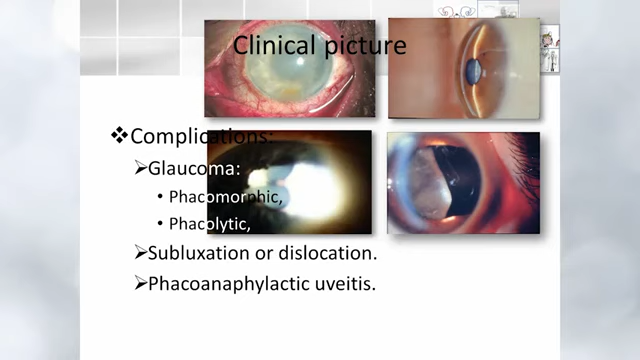 Clinical picture
❖Complications:
➢Glaucoma:
• Phacomorphic,
• Phacolytic,
➢Subluxation or dislocation.
➢Phacoanaphylactic uveitis.